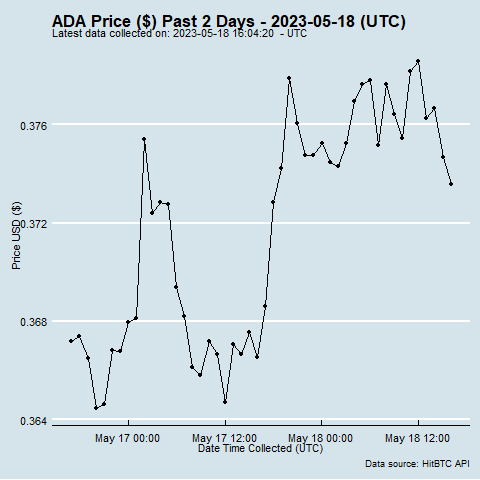 ADA Price ($) Past 2 Days - 2023-05-18 (UTC)
Latest data collected on: 2023-05-18 16:04:20 - UTC
0.376
0.372
0.368
0.364
Price USD ($)
May 17 00:00 May 17 12:00 May 18 00:00 May 18 12:00
Date Time Collected (UTC)
Data source: HitBTC API